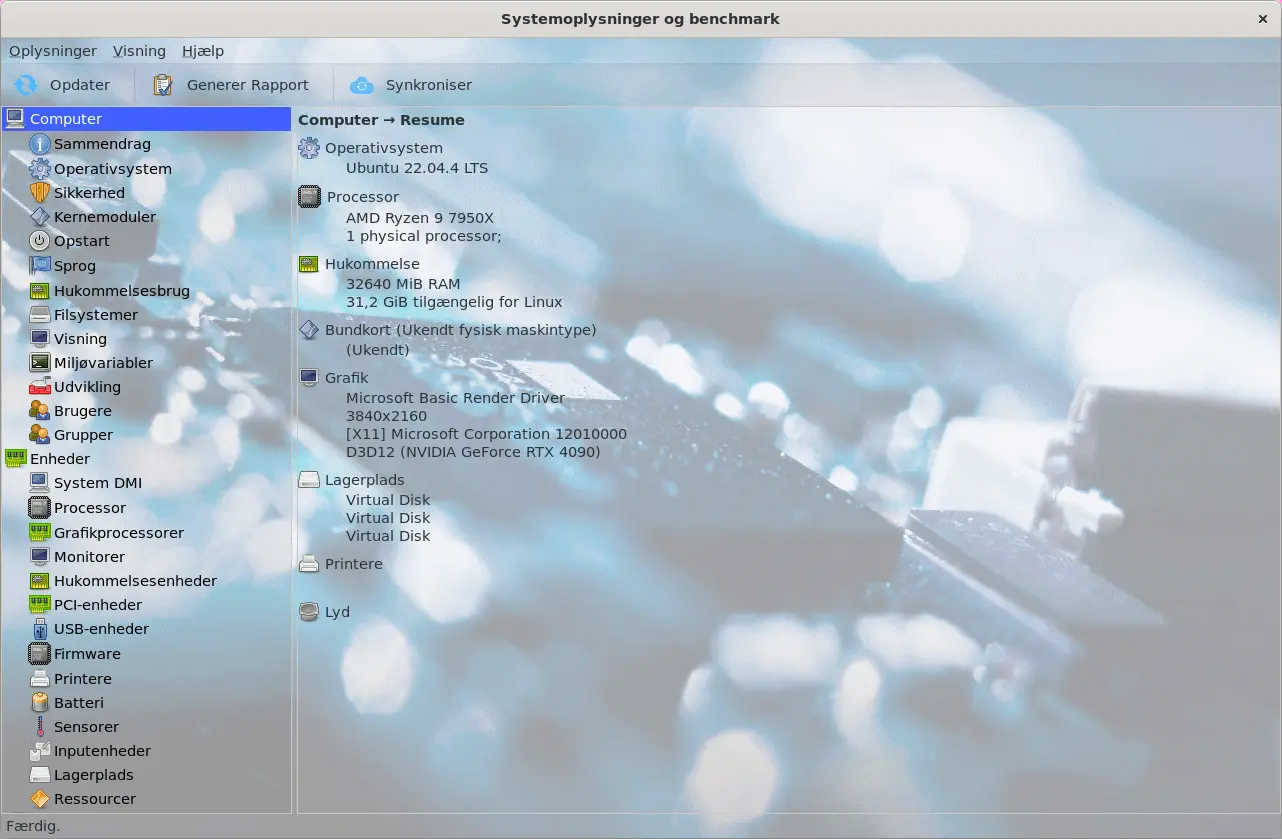 Systemoplysninger og benchmark
×
Oplysninger Visning Hjælp
Opdater Generer Rapport Synkroniser
Computer
Sammendrag
Operativsystem
Sikkerhed
Kernemoduler
Opstart
Sprog
Hukommelsesbrug
Filsystemer
Visning
Miljøvariabler
Udvikling
Brugere
Grupper
Enheder
System DMI
Processor
Grafikprocessorer
Monitorer
Hukommelsesenheder
PCI-enheder
USB-enheder
Firmware
Printere
Batteri
Sensorer
Inputenheder
Lagerplads
Ressourcer
Computer → Resume
Operativsystem
Ubuntu 22.04.4 LTS
Processor
AMD Ryzen 9 7950X
1 physical processor;
Hukommelse
32640 MiB RAM
31,2 GiB tilgængelig for Linux
Bundkort (Ukendt fysisk maskintype)
(Ukendt)
Grafik
Microsoft Basic Render Driver
3840x2160
[X11] Microsoft Corporation 12010000
D3D12 (NVIDIA GeForce RTX 4090)
Lagerplads
Virtual Disk
Virtual Disk
Virtual Disk
Printere
Lyd
Færdig.